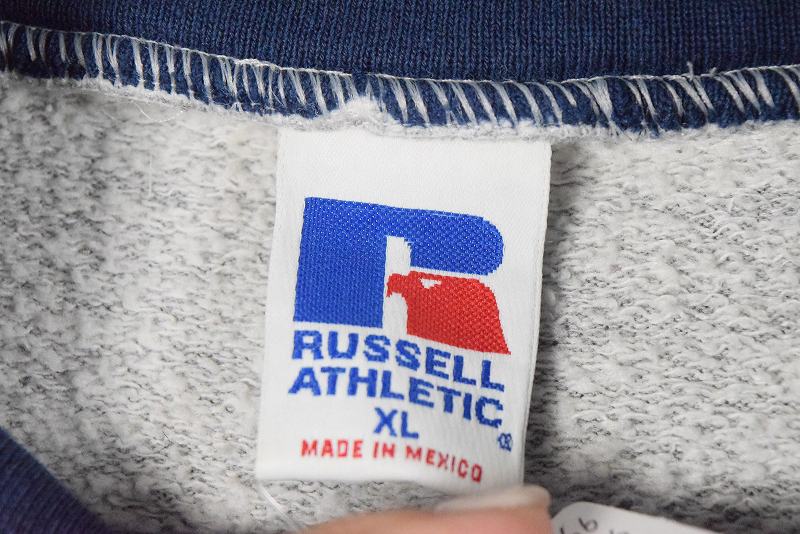 RUSSELL
ATHLETIC
XL ®
MADE IN MEXICO